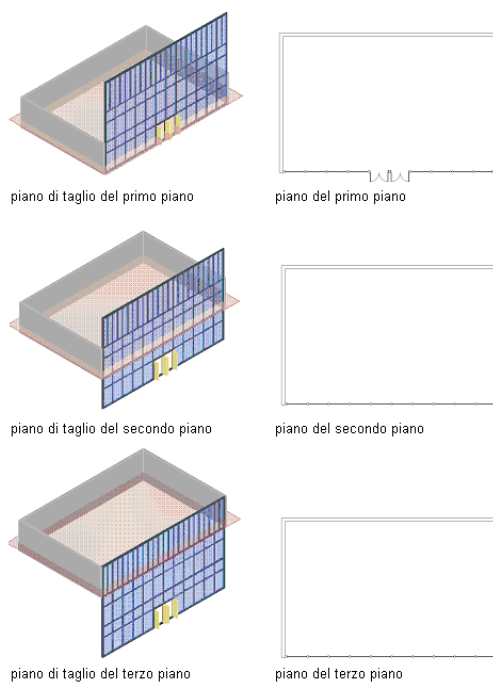 piano di taglio del primo piano
piano del primo piano
piano di taglio del secondo piano
piano del secondo piano
piano di taglio del terzo piano
piano del terzo piano